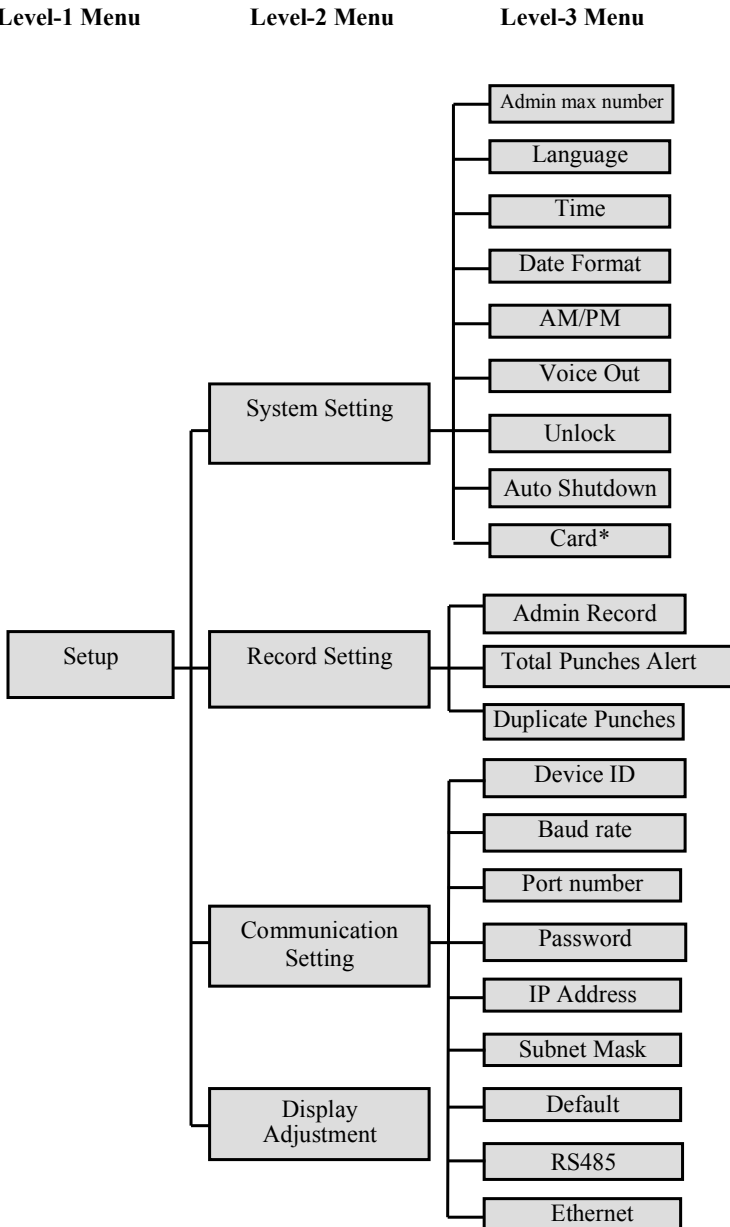 Level-1 Menu Level-2 Menu Level-3 Menu
Admin max number
Language
Time
Date Format
AM/PM
Voice Out
System Setting
Unlock
Auto Shutdown
Card*
Setup
Record Setting
Admin Record
Total Punches Alert
Duplicate Punches
Communication
Setting
Device ID
Baud rate
Port number
Password
IP Address
Subnet Mask
Default
RS485
Ethernet
Display
Adjustment